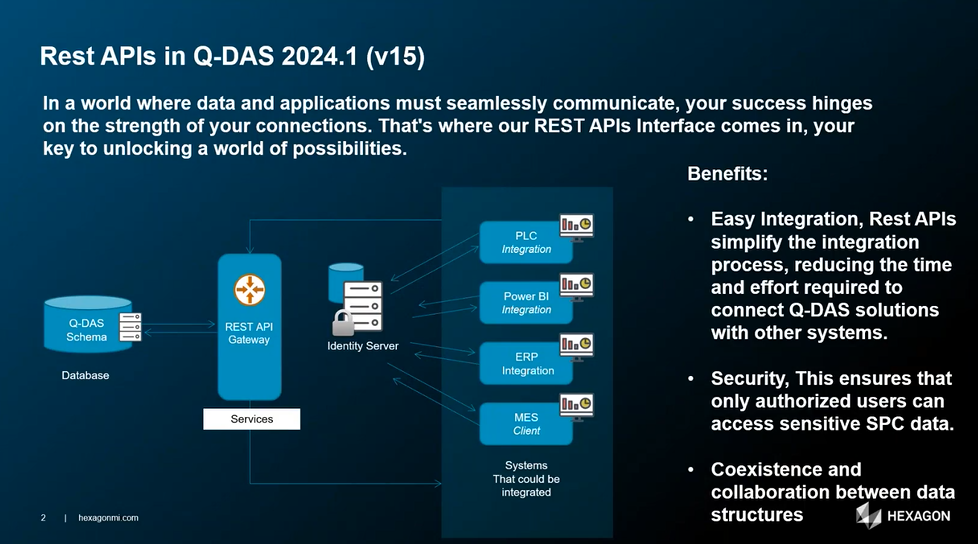 Rest APIs in Q-DAS 2024.1 (v15)
In a world where data and applications must seamlessly communicate, your success hinges
on the strength of your connections. That's where our REST APIs Interface comes in, your
key to unlocking a world of possibilities.
Q-DAS
Schema
Database
REST API
Gateway
Services
Identity Server
PLC
Integration
Power BI
Integration
ERP
Integration
MES
Client
Systems
That could be
integrated
Benefits:
• Easy Integration, Rest APIs
simplify the integration
process, reducing the time
and effort required to
connect Q-DAS solutions
with other systems.
• Security, This ensures that
only authorized users can
access sensitive SPC data.
• Coexistence and
collaboration between data
structures
2 | hexagonmi.com
HEXAGON